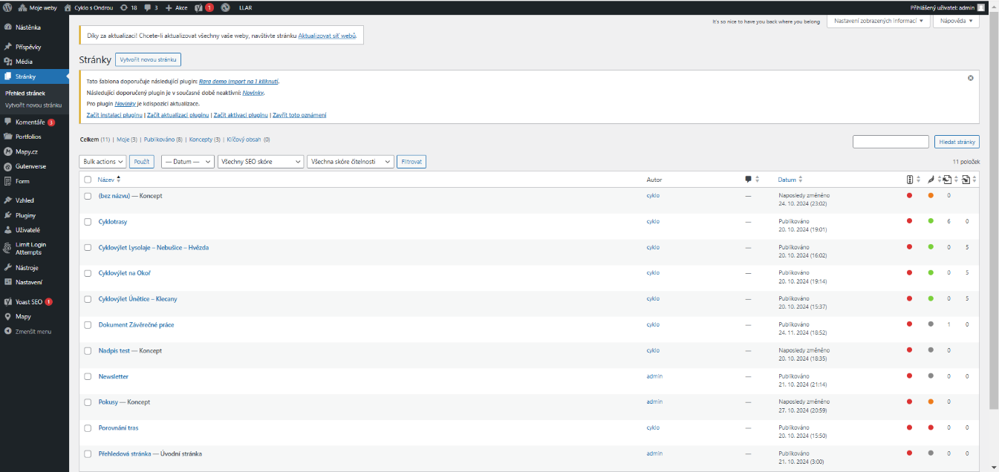 Moje weby Cyklo s Ondrou 18 3 Akce 1 LLAR Přihlášený uživatel: admin
It's so nice to have you back where you belong Nastavení zobrazených informací Nápověda
Nástěnka
Příspěvky
Média
Stránky
Přehled stránek
Vytvořit novou stránku
Komentáře 3
Portfolios
Mapy.cz
Gutenverse
Form
Vzhled
Pluginy
Uživatelé
Limit Login
Attempts
Nástroje
Nastavení
Yoast SEO 1
Mapy
Zmenšit menu
Díky za aktualizaci! Chcete-li aktualizovat všechny vaše weby, navštivte stránku Aktualizovat síť webů.
Stránky Vytvořit novou stránku
Tato šablona doporučuje následující plugin: Rara demo import na 1 kliknutí.
Následující doporučený plugin je v současné době neaktivní: Novinky.
Pro plugin Novinky je kdispozici aktualizace.
Začít instalaci pluginu | Začít aktualizaci pluginu | Začít aktivaci pluginu | Zavřít toto oznámení
Celkem (11) | Moje (3) | Publikováno (8) | Koncepty (3) | Klíčový obsah (0)
Hledat stránky
Bulk actions Použít — Datum — Všechny SEO skóre Všechna skóre čitelnosti Filtrovat 11 položek
Název Autor Datum
(bez názvu) — Koncept cyklo — Naposledy změněno 0
24. 10. 2024 (23:02)
Cyklotrasy cyklo — Publikováno 6 0
20. 10. 2024 (19:01)
Cyklovýlet Lysolaje – Nebušice – Hvězda cyklo — Publikováno 0 5
20. 10. 2024 (16:02)
Cyklovýlet na Okoř cyklo — Publikováno 0 5
20. 10. 2024 (19:14)
Cyklovýlet Únětice – Klecany cyklo — Publikováno 0 5
20. 10. 2024 (15:37)
Dokument Závěrečné práce cyklo — Publikováno 1 0
24. 11. 2024 (18:52)
Nadpis test — Koncept cyklo — Naposledy změněno 0
20. 10. 2024 (18:35)
Newsletter admin — Publikováno 0 0
21. 10. 2024 (21:14)
Pokusy — Koncept admin — Naposledy změněno 0
27. 10. 2024 (20:59)
Porovnání tras cyklo — Publikováno 0 0
20. 10. 2024 (15:50)
Přehledová stránka — Úvodní stránka admin — Publikováno 0 0
21. 10. 2024 (3:00)